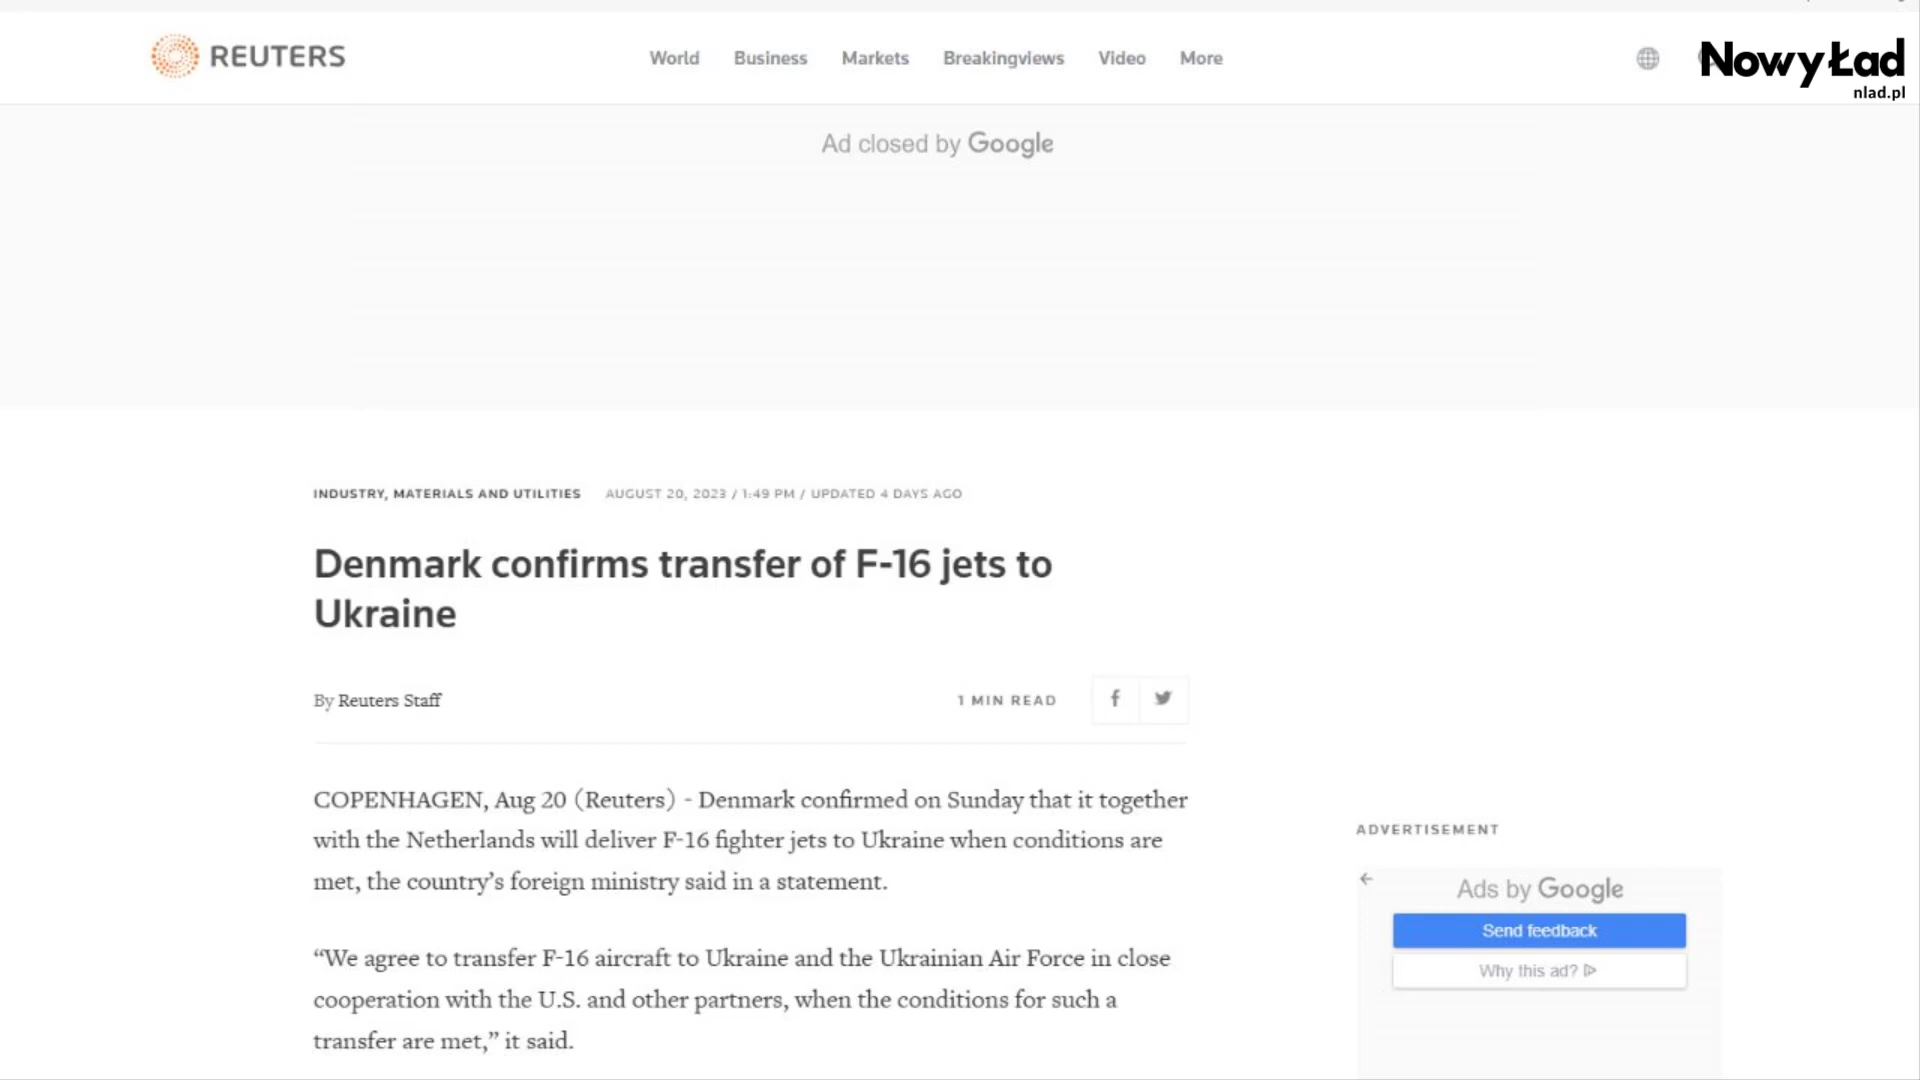 REUTERS
World Business Markets Breakingviews Video More
Nowy Ład
nlad.pl
Ad closed by Google
INDUSTRY, MATERIALS AND UTILITIES AUGUST 20, 2023 / 1:49 PM / UPDATED 4 DAYS AGO
Denmark confirms transfer of F-16 jets to
Ukraine
By Reuters Staff
1 MIN READ
COPENHAGEN, Aug 20 (Reuters) - Denmark confirmed on Sunday that it together
with the Netherlands will deliver F-16 fighter jets to Ukraine when conditions are
met, the country’s foreign ministry said in a statement.
“We agree to transfer F-16 aircraft to Ukraine and the Ukrainian Air Force in close
cooperation with the U.S. and other partners, when the conditions for such a
transfer are met,” it said.
ADVERTISEMENT
Ads by Google
Send feedback
Why this ad?